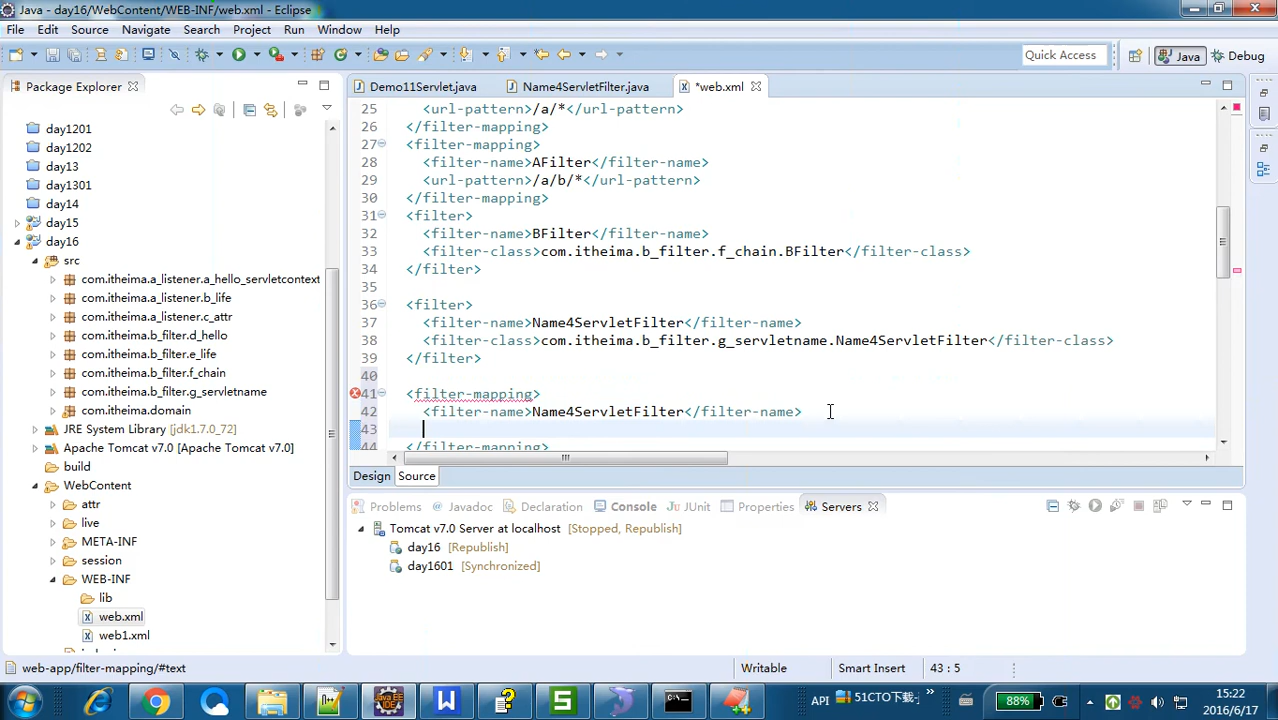 Java - day16/WebContent/WEB-INF/web.xml - Eclipse
File Edit Source Navigate Search Project Run Window Help
Quick Access
Java
Debug
Package Explorer
Demo11Servlet.java
Name4ServletFilter.java
*web.xml
day1201
day1202
day13
day1301
day14
day15
day16
src
com.itheima.a_listener.a_hello_servletcontext
com.itheima.a_listener.b_life
com.itheima.a_listener.c_attr
com.itheima.b_filter.d_hello
com.itheima.b_filter.e_life
com.itheima.b_filter.f_chain
com.itheima.b_filter.g_servletname
com.itheima.domain
JRE System Library [jdk1.7.0_72]
Apache Tomcat v7.0 [Apache Tomcat v7.0]
build
WebContent
attr
live
META-INF
session
WEB-INF
lib
web.xml
web1.xml
25 <url-pattern>/a/*</url-pattern>
26 </filter-mapping>
27 <filter-mapping>
28 <filter-name>AFilter</filter-name>
29 <url-pattern>/a/b/*</url-pattern>
30 </filter-mapping>
31 <filter>
32 <filter-name>BFilter</filter-name>
33 <filter-class>com.itheima.b_filter.f_chain.BFilter</filter-class>
34 </filter>
35
36 <filter>
37 <filter-name>Name4ServletFilter</filter-name>
38 <filter-class>com.itheima.b_filter.g_servletname.Name4ServletFilter</filter-class>
39 </filter>
40
41 <filter-mapping>
42 <filter-name>Name4ServletFilter</filter-name>
43
44 </filter-mapping>
Design Source
Problems Javadoc Declaration Console JUnit Properties Servers
Tomcat v7.0 Server at localhost [Stopped, Republish]
day16 [Republish]
day1601 [Synchronized]
web-app/filter-mapping/#text
Writable
Smart Insert
43 : 5
API
51CTO下载-
88%
15:22
2016/6/17